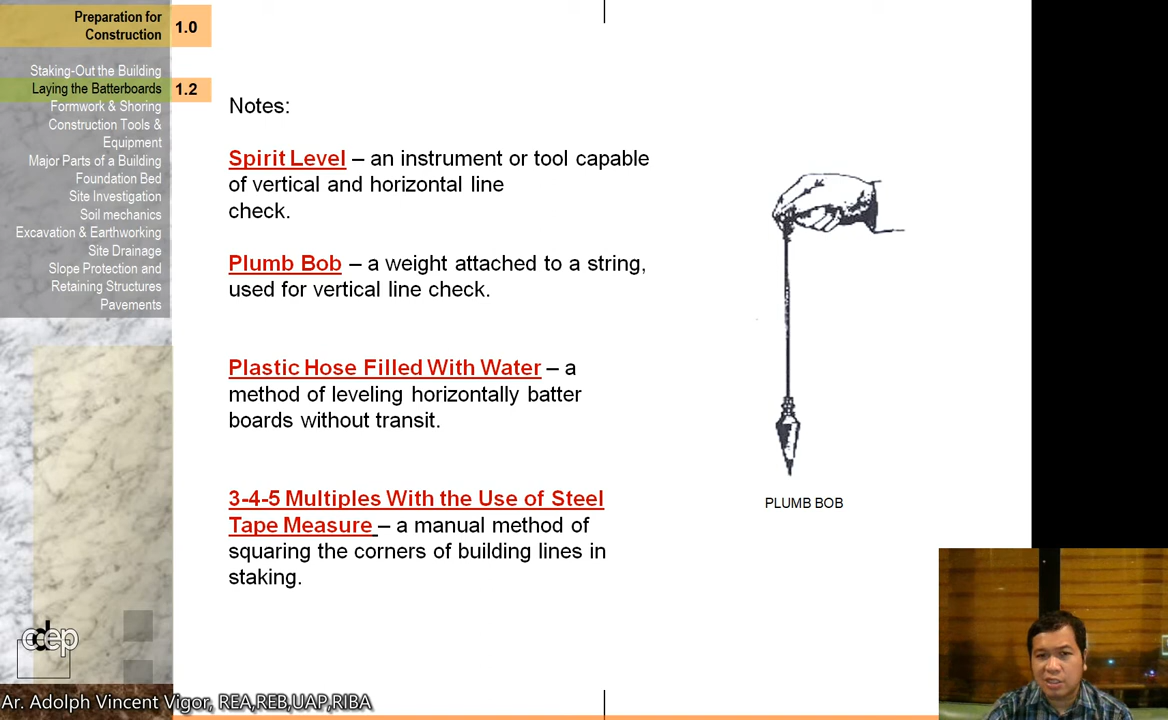 Preparation for
Construction
1.0
Staking-Out the Building
Laying the Batterboards
1.2
Formwork & Shoring
Construction Tools &
Equipment
Major Parts of a Building
Foundation Bed
Site Investigation
Soil mechanics
Excavation & Earthworking
Site Drainage
Slope Protection and
Retaining Structures
Pavements
Notes:
Spirit Level – an instrument or tool capable
of vertical and horizontal line
check.
Plumb Bob – a weight attached to a string,
used for vertical line check.
Plastic Hose Filled With Water – a
method of leveling horizontally batter
boards without transit.
3-4-5 Multiples With the Use of Steel
Tape Measure – a manual method of
squaring the corners of building lines in
staking.
PLUMB BOB
cdep
Ar. Adolph Vincent Vigor, REA,REB,UAP,RIBA